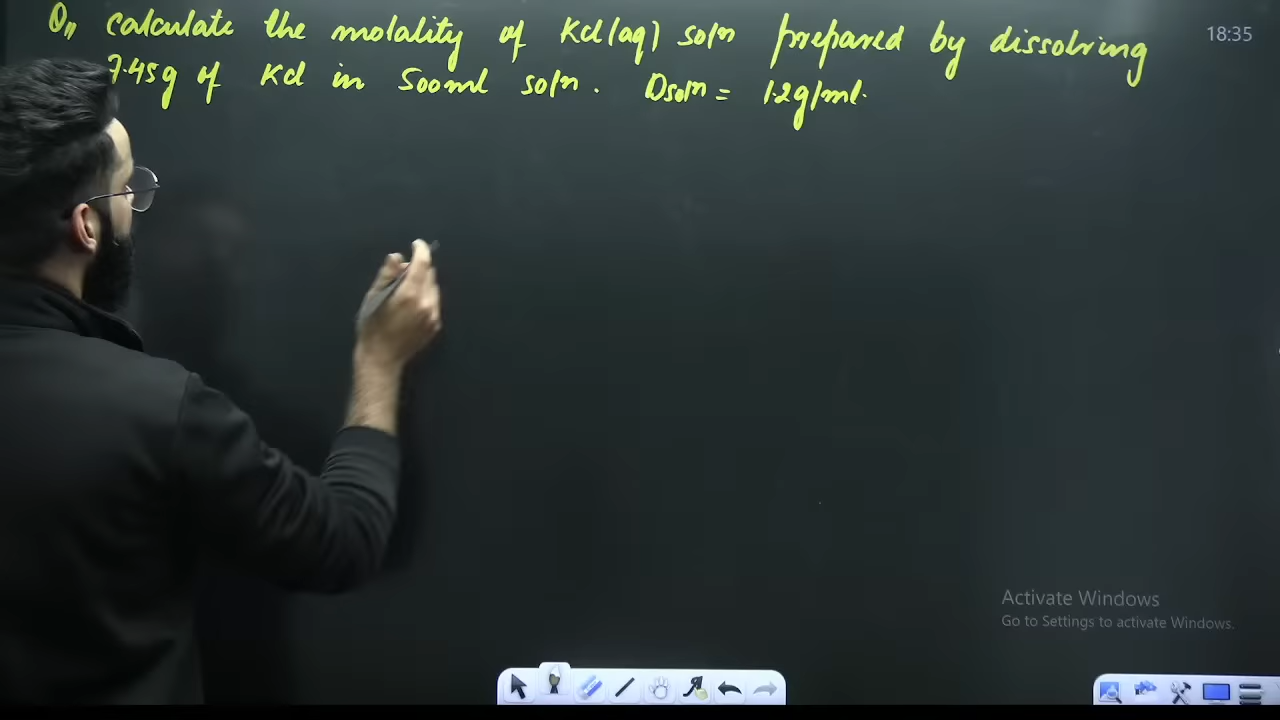 Q,, calculate the molality of KCl(aq) soln prepared by dissolving
18:35
7.45g of KCl in 500ml soln. Dsoln = 1.2g/ml.
Activate Windows
Go to Settings to activate Windows.